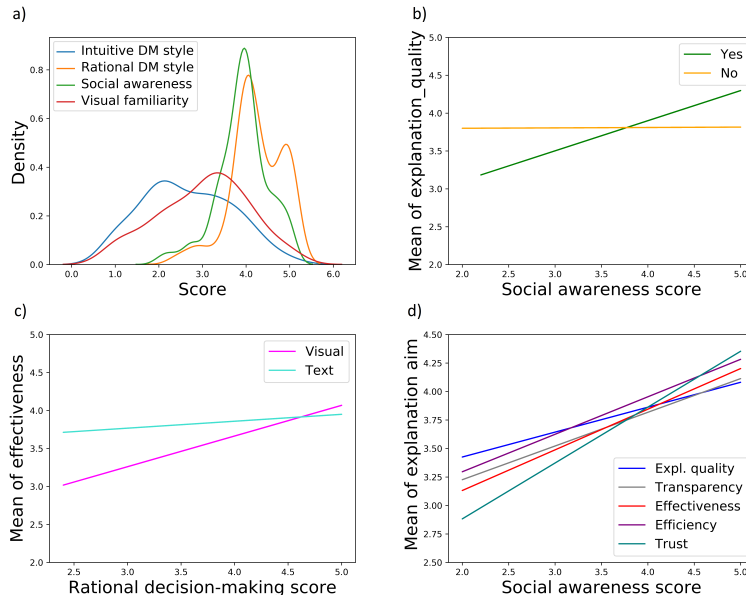 a)
Intuitive DM style
Rational DM style
Social awareness
Visual familiarity
Density
0.8
0.6
0.4
0.2
0.0
0.0 1.0 2.0 3.0 4.0 5.0 6.0
Score
b)
Yes
No
Mean of explanation_quality
5.0
4.5
4.0
3.5
3.0
2.5
2.0
2.0 2.5 3.0 3.5 4.0 4.5 5.0
Social awareness score
c)
Visual
Text
Mean of effectiveness
5.0
4.5
4.0
3.5
3.0
2.5
2.0
2.5 3.0 3.5 4.0 4.5 5.0
Rational decision-making score
d)
Expl. quality
Transparency
Effectiveness
Efficiency
Trust
Mean of explanation aim
4.50
4.25
4.00
3.75
3.50
3.25
3.00
2.75
2.50
2.0 2.5 3.0 3.5 4.0 4.5 5.0
Social awareness score